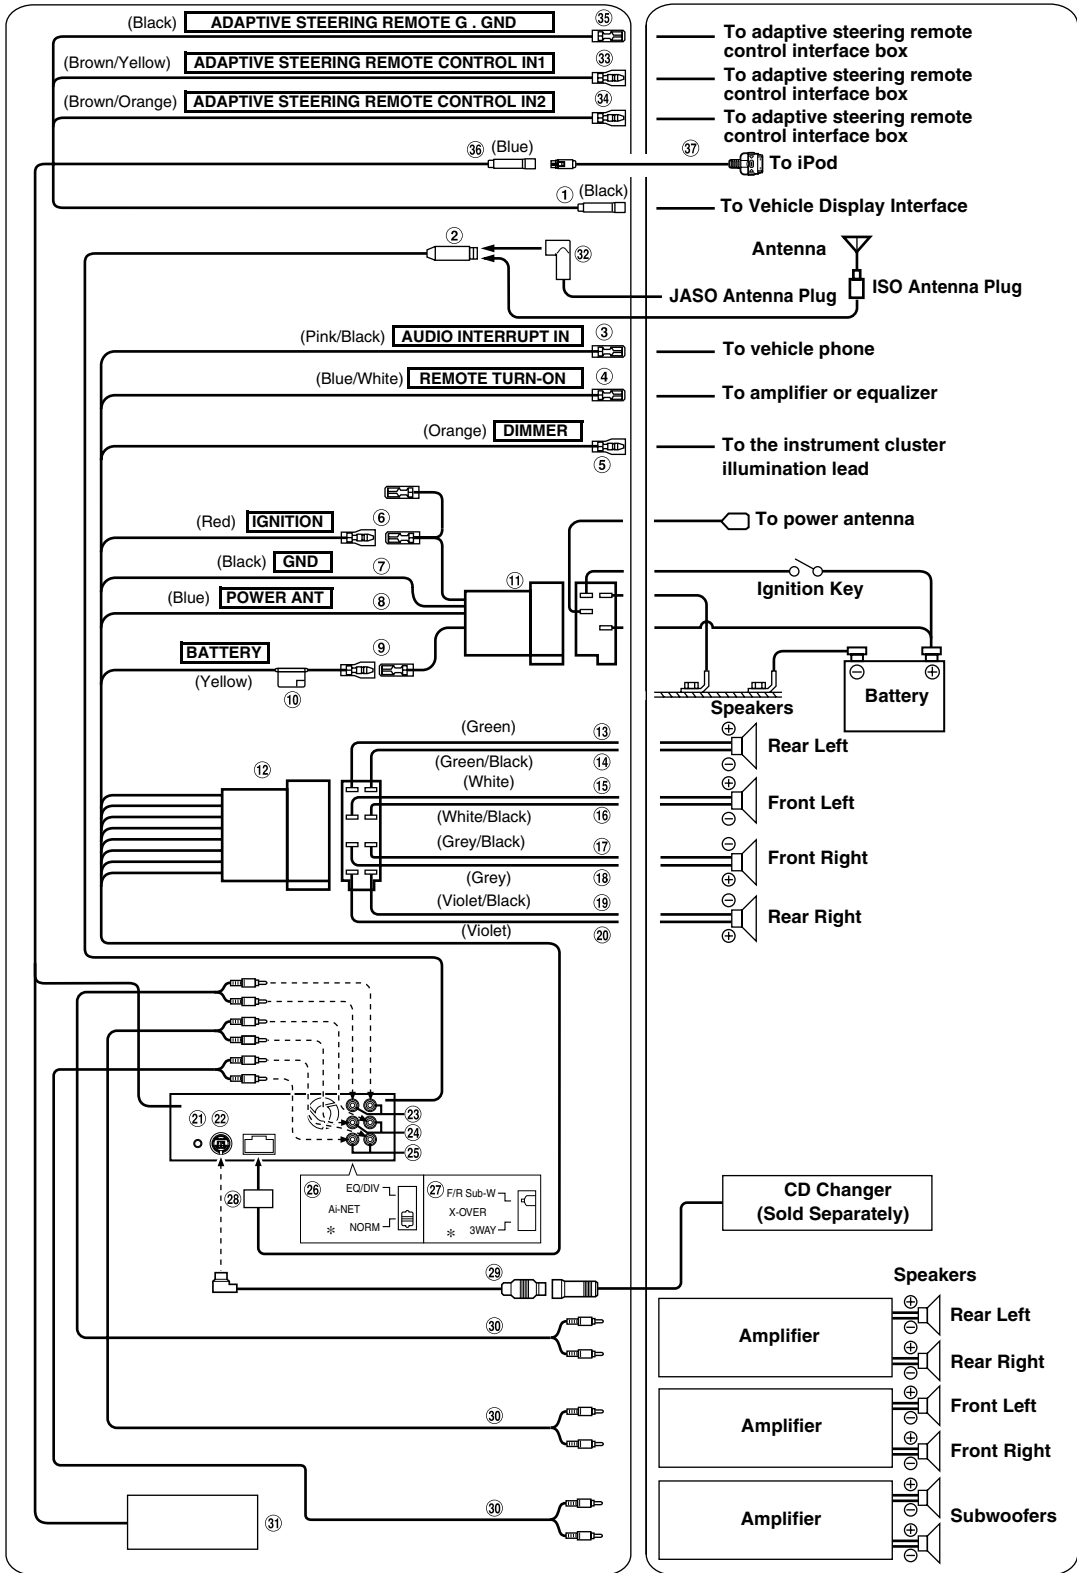 (Black) ADAPTIVE STEERING REMOTE G . GND ㉟
To adaptive steering remote
control interface box
(Brown/Yellow) ADAPTIVE STEERING REMOTE CONTROL IN1 ㉝
To adaptive steering remote
control interface box
(Brown/Orange) ADAPTIVE STEERING REMOTE CONTROL IN2 ㉞
To adaptive steering remote
control interface box
㊱ (Blue) ㊲ To iPod
① (Black) To Vehicle Display Interface
②
㉜
Antenna
JASO Antenna Plug
ISO Antenna Plug
(Pink/Black) AUDIO INTERRUPT IN ③ To vehicle phone
(Blue/White) REMOTE TURN-ON ④ To amplifier or equalizer
(Orange) DIMMER ⑤
To the instrument cluster
illumination lead
(Red) IGNITION ⑥
To power antenna
(Black) GND ⑦
⑪
Ignition Key
(Blue) POWER ANT ⑧
BATTERY ⑨
(Yellow) ⑩
⊖ ⊕
Battery
Speakers
(Green) ⑬ ⊕
Rear Left
(Green/Black) ⑭ ⊖
⑫
(White) ⑮ ⊕
Front Left
(White/Black) ⑯ ⊖
(Grey/Black) ⑰ ⊖
Front Right
(Grey) ⑱ ⊕
(Violet/Black) ⑲ ⊖
Rear Right
(Violet) ⑳ ⊕
㉑ ㉒ ㉓
㉔
㉕
㉖ EQ/DIV
Ai-NET
* NORM
㉗ F/R Sub-W
X-OVER
* 3WAY
㉘
CD Changer
(Sold Separately)
㉙
Speakers
㉚
Amplifier
⊕ Rear Left
⊖
⊕ Rear Right
⊖
㉚
Amplifier
⊕ Front Left
⊖
⊕ Front Right
⊖
㉚
Amplifier
⊕
⊖
Subwoofers
⊕
⊖
㉛